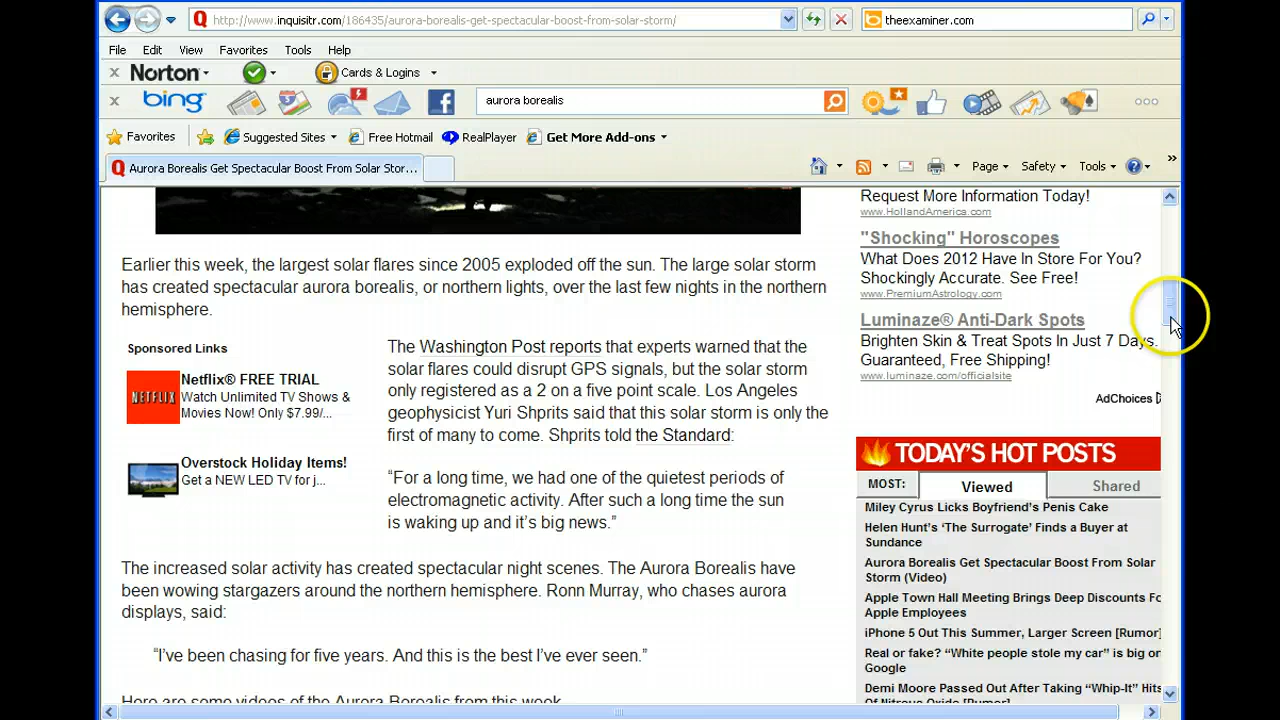 http://www.inquisitr.com/186435/aurora-borealis-get-spectacular-boost-from-solar-storm/
theexaminer.com
File Edit View Favorites Tools Help
Norton
Cards & Logins
bing
aurora borealis
Favorites
Suggested Sites
Free Hotmail
RealPlayer
Get More Add-ons
Aurora Borealis Get Spectacular Boost From Solar Stor...
Page
Safety
Tools
Earlier this week, the largest solar flares since 2005 exploded off the sun. The large solar storm
has created spectacular aurora borealis, or northern lights, over the last few nights in the northern
hemisphere.
Sponsored Links
NETFLIX
Netflix® FREE TRIAL
Watch Unlimited TV Shows &
Movies Now! Only $7.99/...
Overstock Holiday Items!
Get a NEW LED TV for j...
The Washington Post reports that experts warned that the
solar flares could disrupt GPS signals, but the solar storm
only registered as a 2 on a five point scale. Los Angeles
geophysicist Yuri Shprits said that this solar storm is only the
first of many to come. Shprits told the Standard:
“For a long time, we had one of the quietest periods of
electromagnetic activity. After such a long time the sun
is waking up and it’s big news.”
The increased solar activity has created spectacular night scenes. The Aurora Borealis have
been wowing stargazers around the northern hemisphere. Ronn Murray, who chases aurora
displays, said:
“I’ve been chasing for five years. And this is the best I’ve ever seen.”
Here are some videos of the Aurora Borealis from this week
Request More Information Today!
www.HollandAmerica.com
"Shocking" Horoscopes
What Does 2012 Have In Store For You?
Shockingly Accurate. See Free!
www.PremiumAstrology.com
Luminaze® Anti-Dark Spots
Brighten Skin & Treat Spots In Just 7 Days.
Guaranteed, Free Shipping!
www.luminaze.com/officialsite
AdChoices
TODAY'S HOT POSTS
MOST: Viewed Shared
Miley Cyrus Licks Boyfriend’s Penis Cake
Helen Hunt’s ‘The Surrogate’ Finds a Buyer at
Sundance
Aurora Borealis Get Spectacular Boost From Solar
Storm (Video)
Apple Town Hall Meeting Brings Deep Discounts Fo
Apple Employees
iPhone 5 Out This Summer, Larger Screen [Rumor]
Real or fake? “White people stole my car” is big on
Google
Demi Moore Passed Out After Taking “Whip-It” Hits
Of Nitrous Oxide [Rumor]